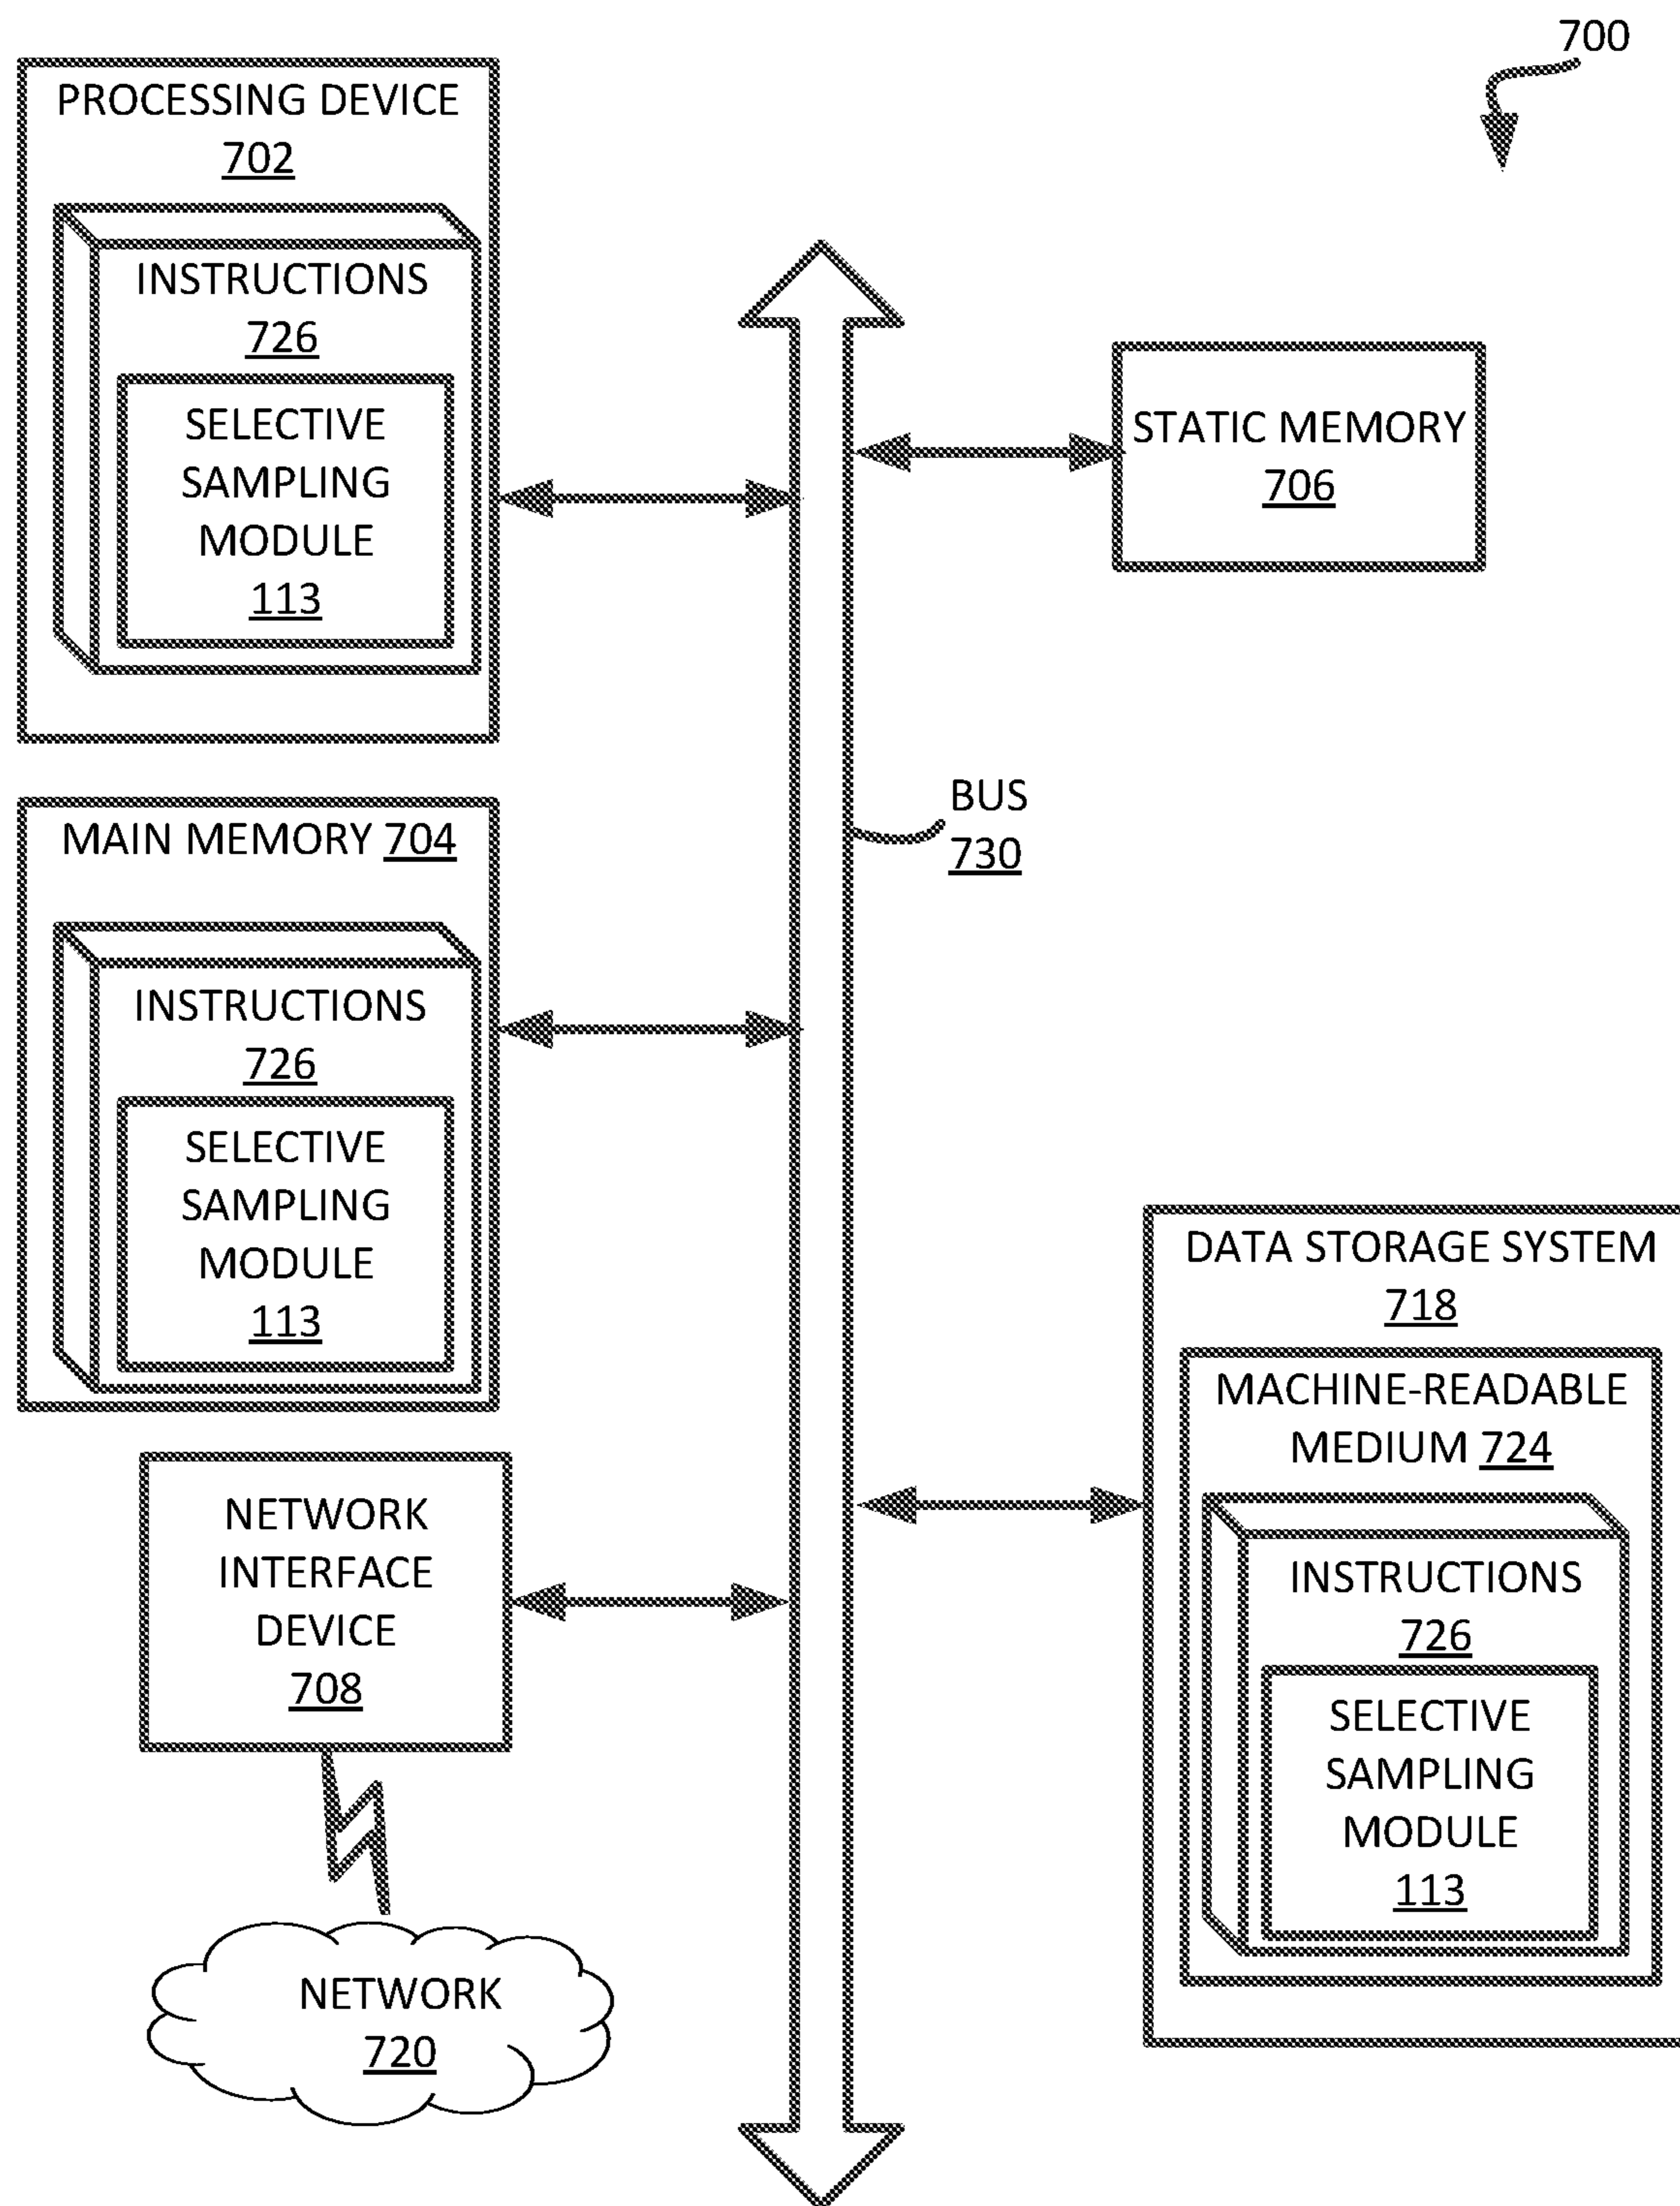 700
PROCESSING DEVICE
702
INSTRUCTIONS
726
SELECTIVE
SAMPLING
MODULE
113
STATIC MEMORY
706
BUS
730
MAIN MEMORY 704
INSTRUCTIONS
726
SELECTIVE
SAMPLING
MODULE
113
DATA STORAGE SYSTEM
718
MACHINE-READABLE
MEDIUM 724
INSTRUCTIONS
726
SELECTIVE
SAMPLING
MODULE
113
NETWORK
INTERFACE
DEVICE
708
NETWORK
720